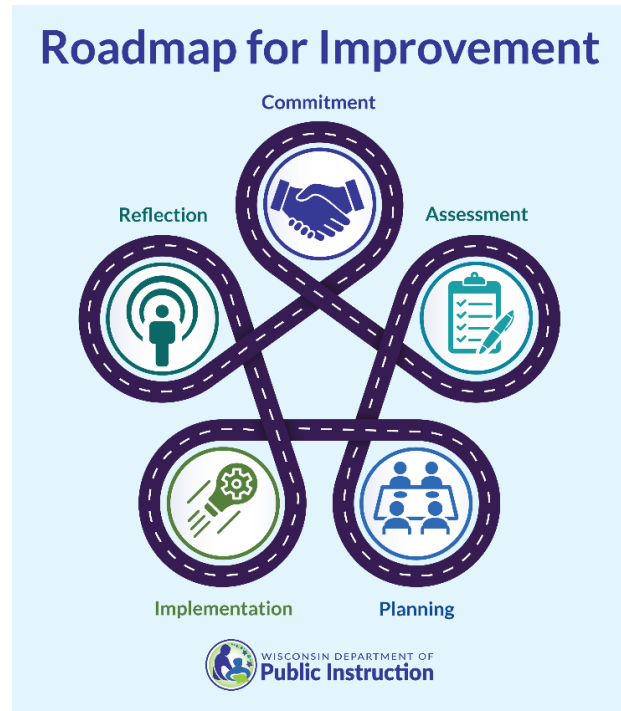 Roadmap for Improvement
Commitment
Reflection
Assessment
Implementation
Planning
WISCONSIN DEPARTMENT OF
Public Instruction